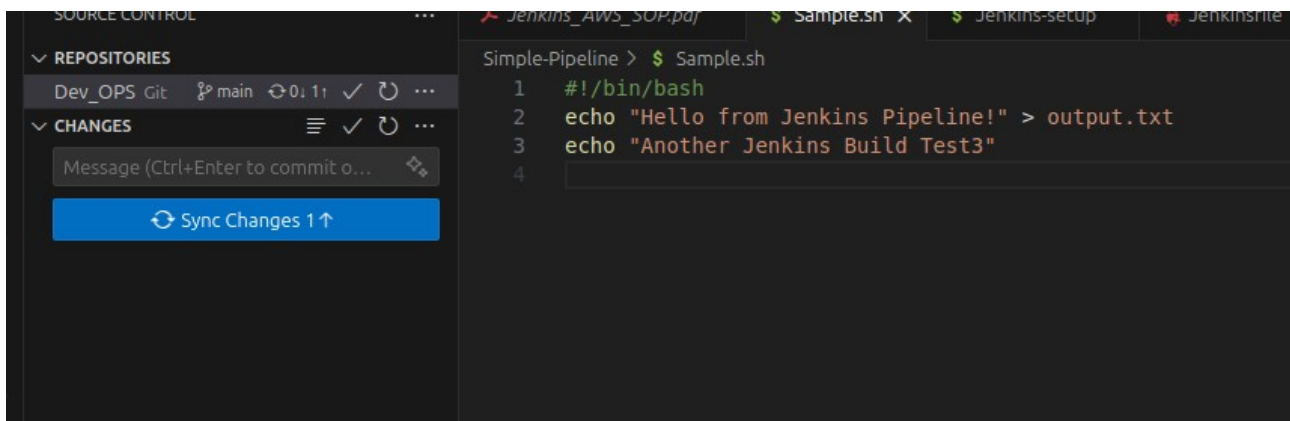 SOURCE CONTROL ...
REPOSITORIES
Dev_OPS Git main 0↓ 1↑ ...
CHANGES ...
Message (Ctrl+Enter to commit o...
Sync Changes 1↑
Jenkins_AWS_SOP.pdf $ Sample.sh X $ Jenkins-setup Jenkinsfile
Simple-Pipeline > $ Sample.sh
1 #!/bin/bash
2 echo "Hello from Jenkins Pipeline!" > output.txt
3 echo "Another Jenkins Build Test3"
4